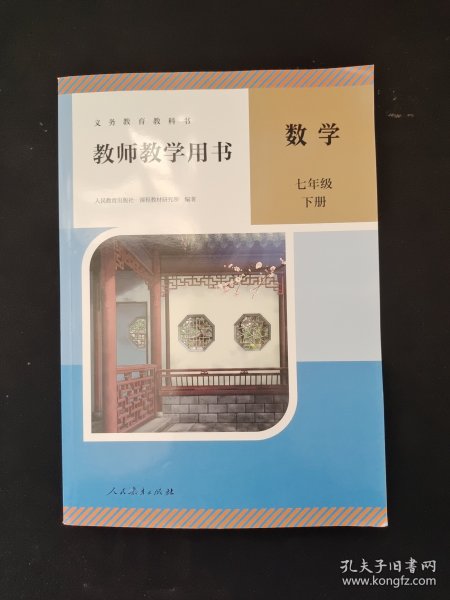 义务教育教科书
教师教学用书
人民教育出版社 课程教材研究所 编著
数学
七年级
下册
人民教育出版社
孔夫子旧书网
www.kongfz.com